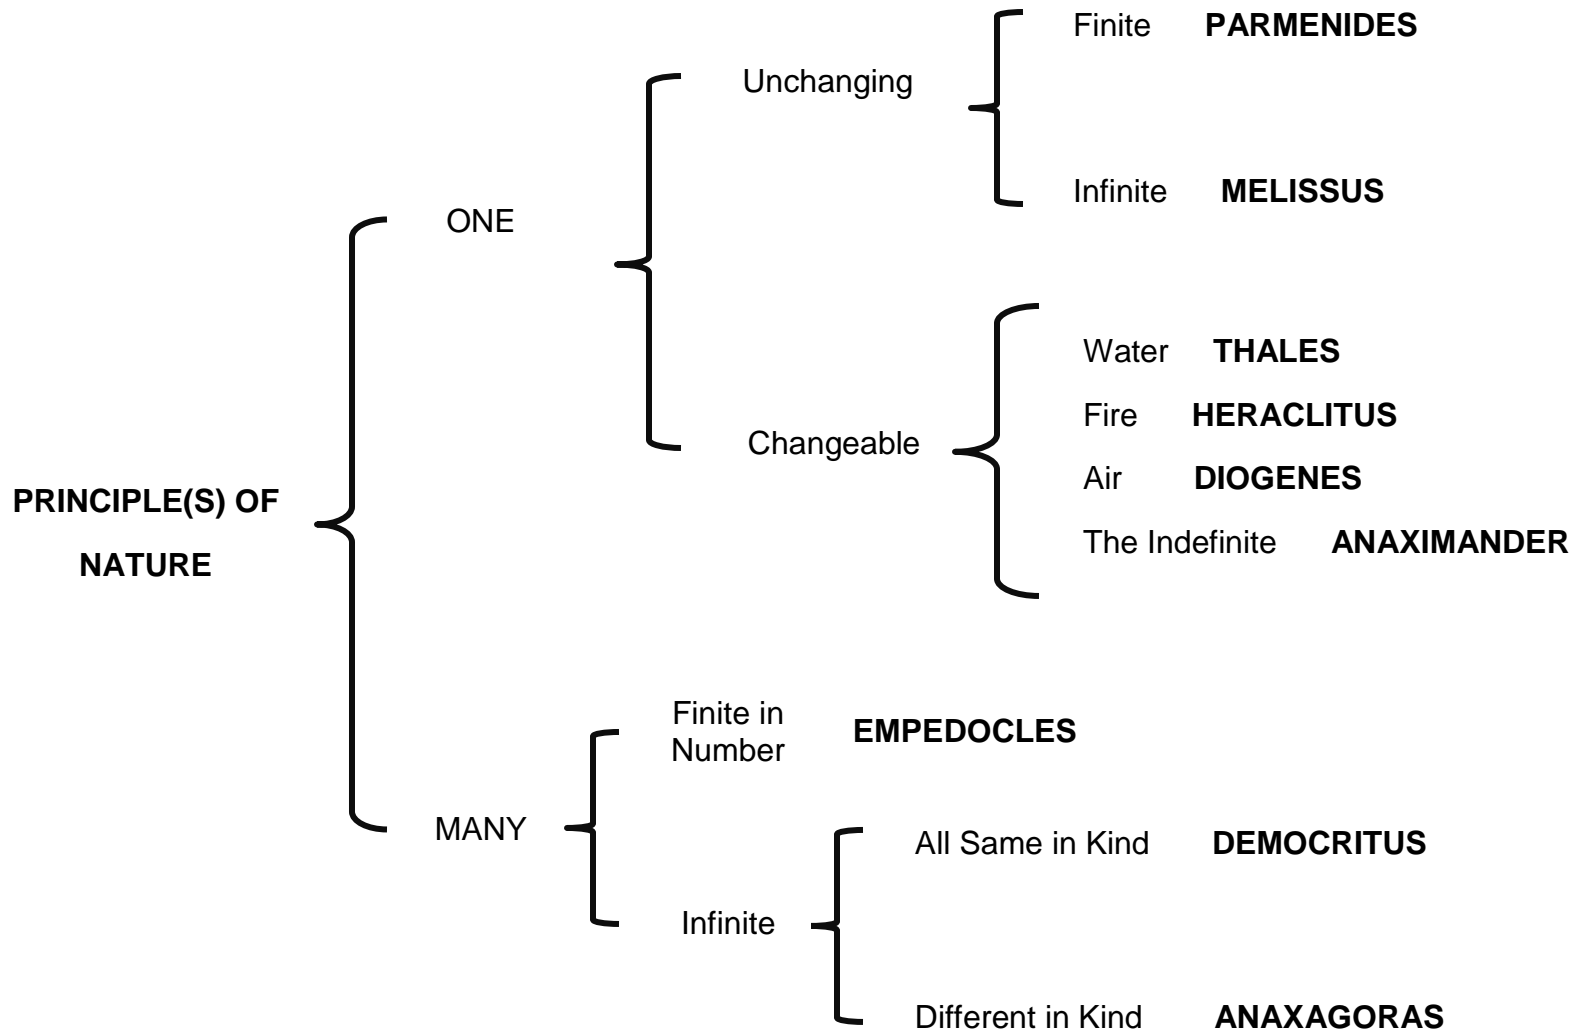 Finite PARMENIDES
Unchanging
Infinite MELISSUS
ONE
Water THALES
Fire HERACLITUS
Changeable
Air DIOGENES
PRINCIPLE(S) OF
NATURE
The Indefinite ANAXIMANDER
Finite in
Number
EMPEDOCLES
MANY
All Same in Kind DEMOCRITUS
Infinite
Different in Kind ANAXAGORAS